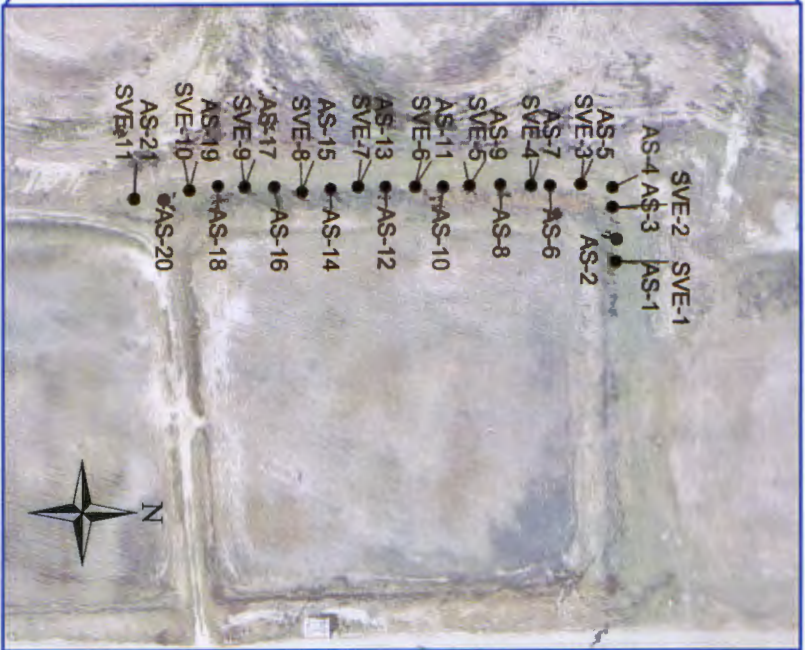 SVE-1
AS-1
AS-2
SVE-2
AS-3
AS-4
AS-5
SVE-3
AS-6
AS-7
SVE-4
AS-8
AS-9
SVE-5
AS-10
AS-11
SVE-6
AS-12
AS-13
SVE-7
AS-14
AS-15
SVE-8
AS-16
AS-17
SVE-9
AS-18
AS-19
SVE-10
AS-20
AS-21
SVE-11
N